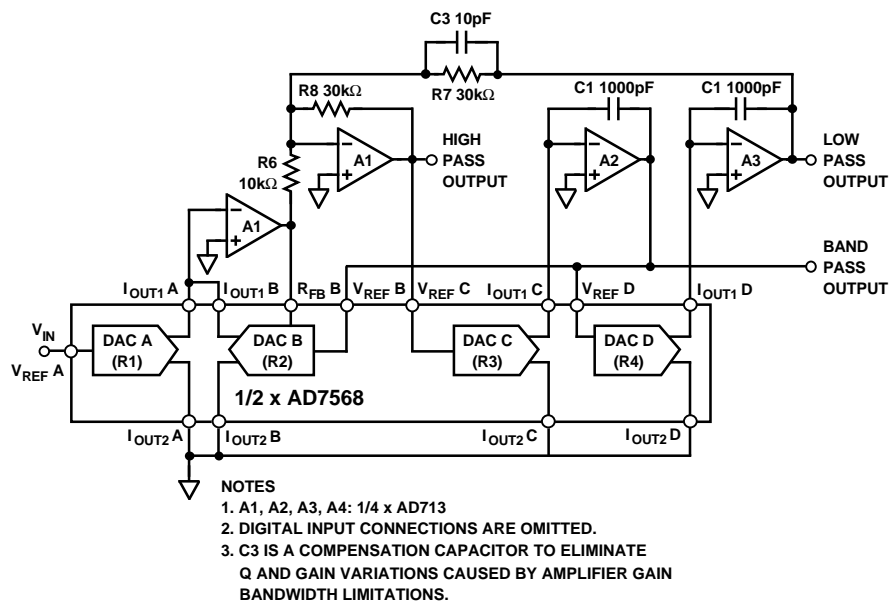 C3 10pF
R8 30kΩ
R7 30kΩ
C1 1000pF
C1 1000pF
A1
HIGH
PASS
OUTPUT
A2
A3
LOW
PASS
OUTPUT
R6
10kΩ
A1
BAND
PASS
OUTPUT
IOUT1 A
IOUT1 B
RFB B
VREF B
VREF C
IOUT1 C
VREF D
IOUT1 D
VIN
VREF A
DAC A
(R1)
DAC B
(R2)
DAC C
(R3)
DAC D
(R4)
1/2 x AD7568
IOUT2 A
IOUT2 B
IOUT2 C
IOUT2 D
NOTES
1. A1, A2, A3, A4: 1/4 x AD713
2. DIGITAL INPUT CONNECTIONS ARE OMITTED.
3. C3 IS A COMPENSATION CAPACITOR TO ELIMINATE
Q AND GAIN VARIATIONS CAUSED BY AMPLIFIER GAIN
BANDWIDTH LIMITATIONS.